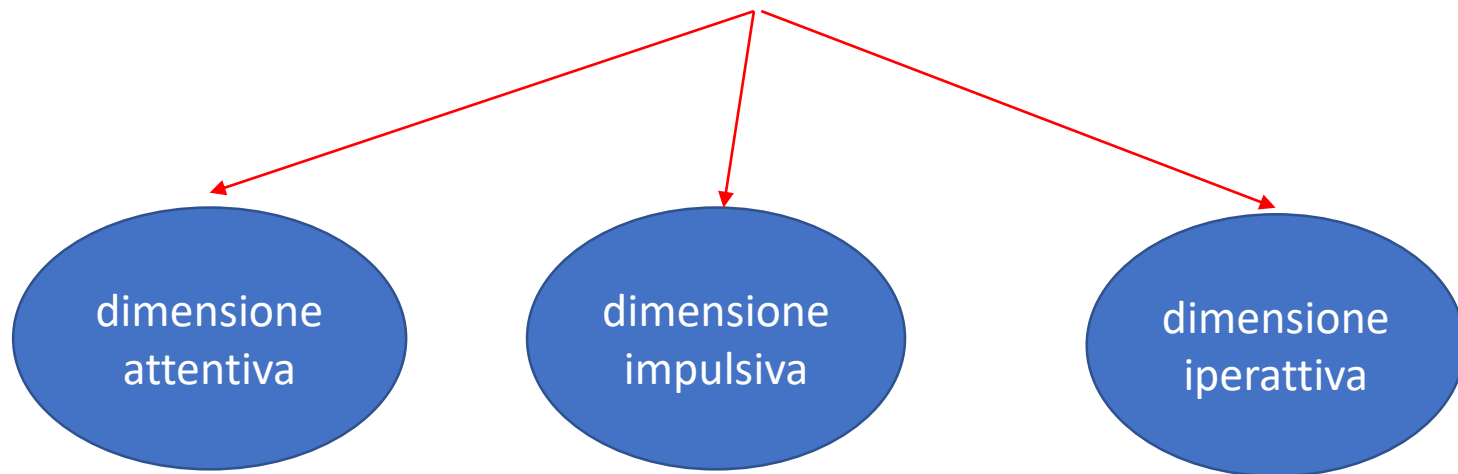 dimensione
attentiva
dimensione
impulsiva
dimensione
iperattiva